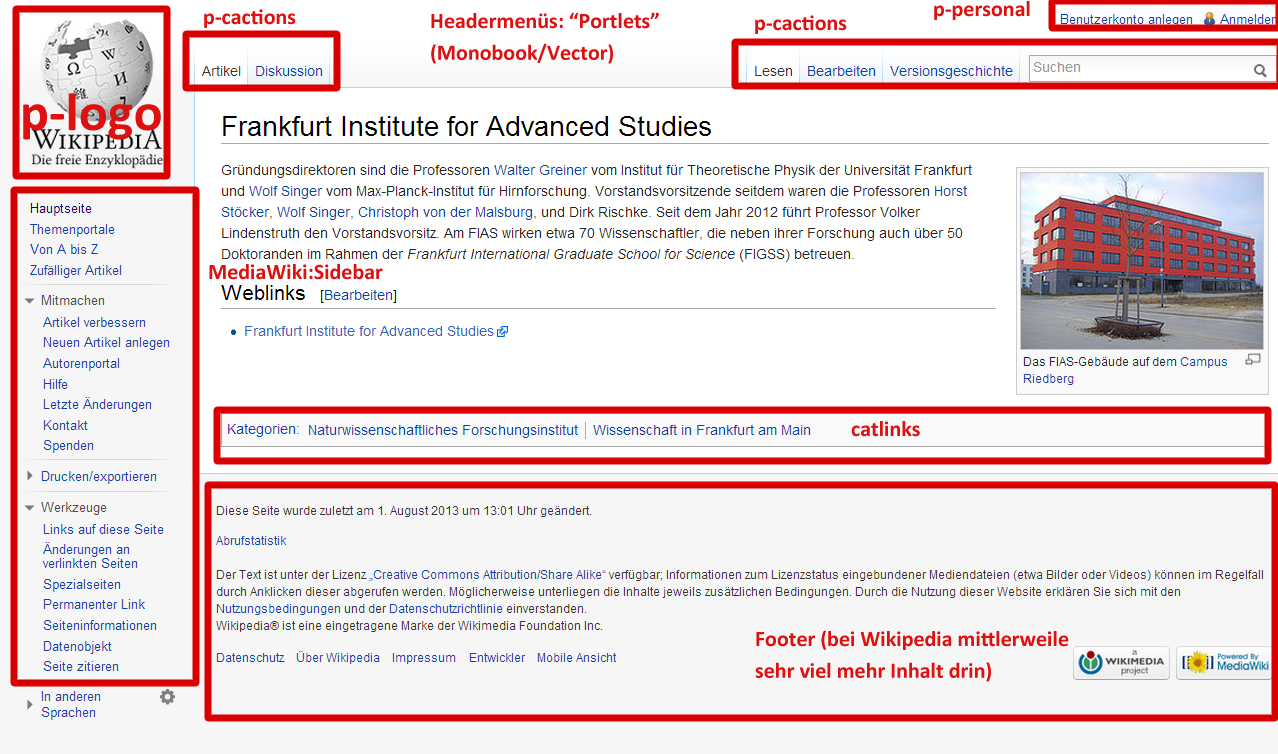 p-cactions
Headermenüs: “Portlets”
(Monobook/Vector)
p-cactions
p-personal
Benutzerkonto anlegen Anmelden
Artikel Diskussion
Lesen Bearbeiten Versionsgeschichte Suchen
p-logo
WIKIPEDIA
Die freie Enzyklopädie
Hauptseite
Themenportale
Von A bis Z
Zufälliger Artikel
Mitmachen
Artikel verbessern
Neuen Artikel anlegen
Autorenportal
Hilfe
Letzte Änderungen
Kontakt
Spenden
Drucken/exportieren
Werkzeuge
Links auf diese Seite
Änderungen an
verlinkten Seiten
Spezialseiten
Permanenter Link
Seiteninformationen
Datenobjekt
Seite zitieren
In anderen
Sprachen
MediaWiki:Sidebar
Frankfurt Institute for Advanced Studies
Gründungsdirektoren sind die Professoren Walter Greiner vom Institut für Theoretische Physik der Universität Frankfurt
und Wolf Singer vom Max-Planck-Institut für Hirnforschung. Vorstandsvorsitzende seitdem waren die Professoren Horst
Stöcker, Wolf Singer, Christoph von der Malsburg, und Dirk Rischke. Seit dem Jahr 2012 führt Professor Volker
Lindenstruth den Vorstandsvorsitz. Am FIAS wirken etwa 70 Wissenschaftler, die neben ihrer Forschung auch über 50
Doktoranden im Rahmen der Frankfurt International Graduate School for Science (FIGSS) betreuen.
Weblinks [Bearbeiten]
Frankfurt Institute for Advanced Studies
Das FIAS-Gebäude auf dem Campus
Riedberg
Kategorien: Naturwissenschaftliches Forschungsinstitut | Wissenschaft in Frankfurt am Main
catlinks
Diese Seite wurde zuletzt am 1. August 2013 um 13:01 Uhr geändert.
Abrufstatistik
Der Text ist unter der Lizenz „Creative Commons Attribution/Share Alike“ verfügbar; Informationen zum Lizenzstatus eingebundener Mediendateien (etwa Bilder oder Videos) können im Regelfall
durch Anklicken dieser abgerufen werden. Möglicherweise unterliegen die Inhalte jeweils zusätzlichen Bedingungen. Durch die Nutzung dieser Website erklären Sie sich mit den
Nutzungsbedingungen und der Datenschutzrichtlinie einverstanden.
Wikipedia® ist eine eingetragene Marke der Wikimedia Foundation Inc.
Datenschutz Über Wikipedia Impressum Entwickler Mobile Ansicht
Footer (bei Wikipedia mittlerweile
sehr viel mehr Inhalt drin)
a
WIKIMEDIA
project
Powered By
MediaWiki